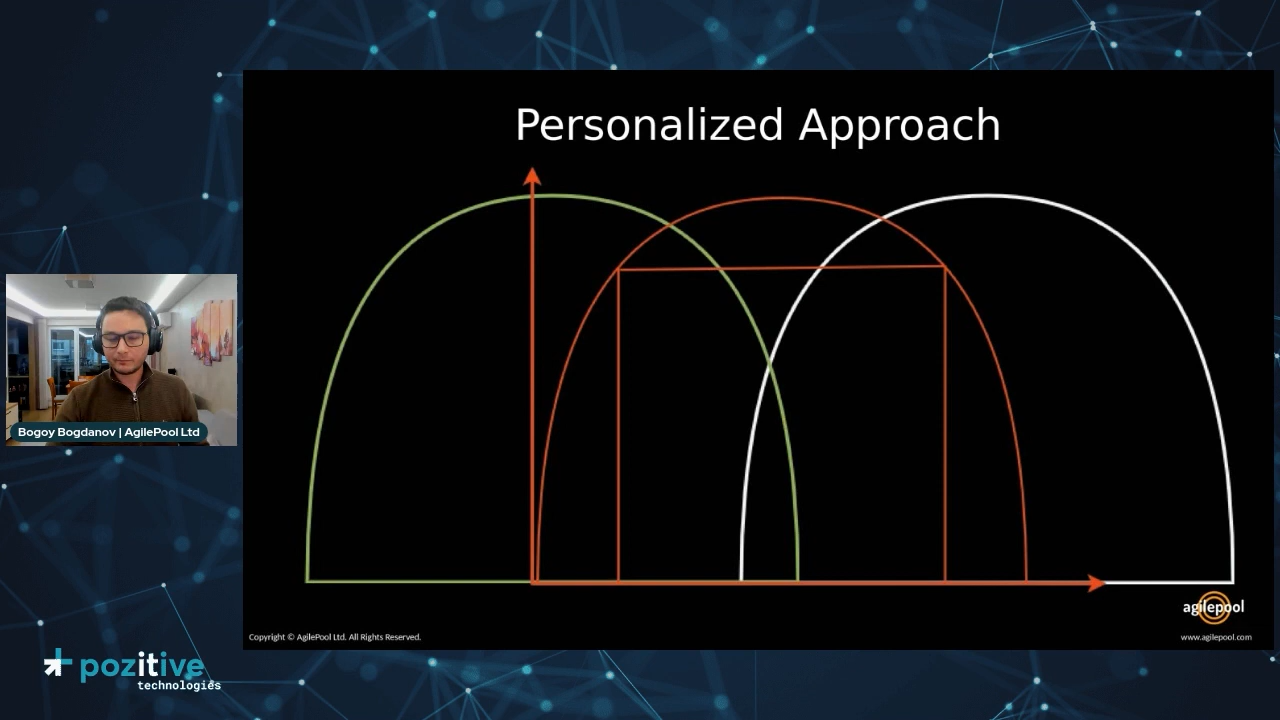 Personalized Approach
Bogoy Bogdanov | AgilePool Ltd
agilepool
Copyright © AgilePool Ltd. All Rights Reserved.
www.agilepool.com
pozitive
technologies